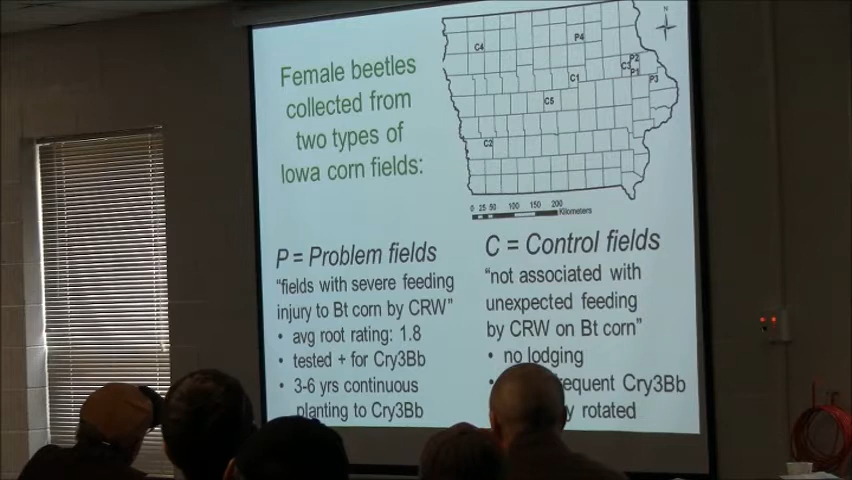 Female beetles
collected from
two types of
Iowa corn fields:
N
C4
P4
P2
C3
P1
C1
P3
C5
C2
0 25 50 100 150 200
Kilometers
P = Problem fields
"fields with severe feeding
injury to Bt corn by CRW"
• avg root rating: 1.8
• tested + for Cry3Bb
• 3-6 yrs continuous
planting to Cry3Bb
C = Control fields
"not associated with
unexpected feeding
by CRW on Bt corn"
• no lodging
• Cry3Bb
rotated